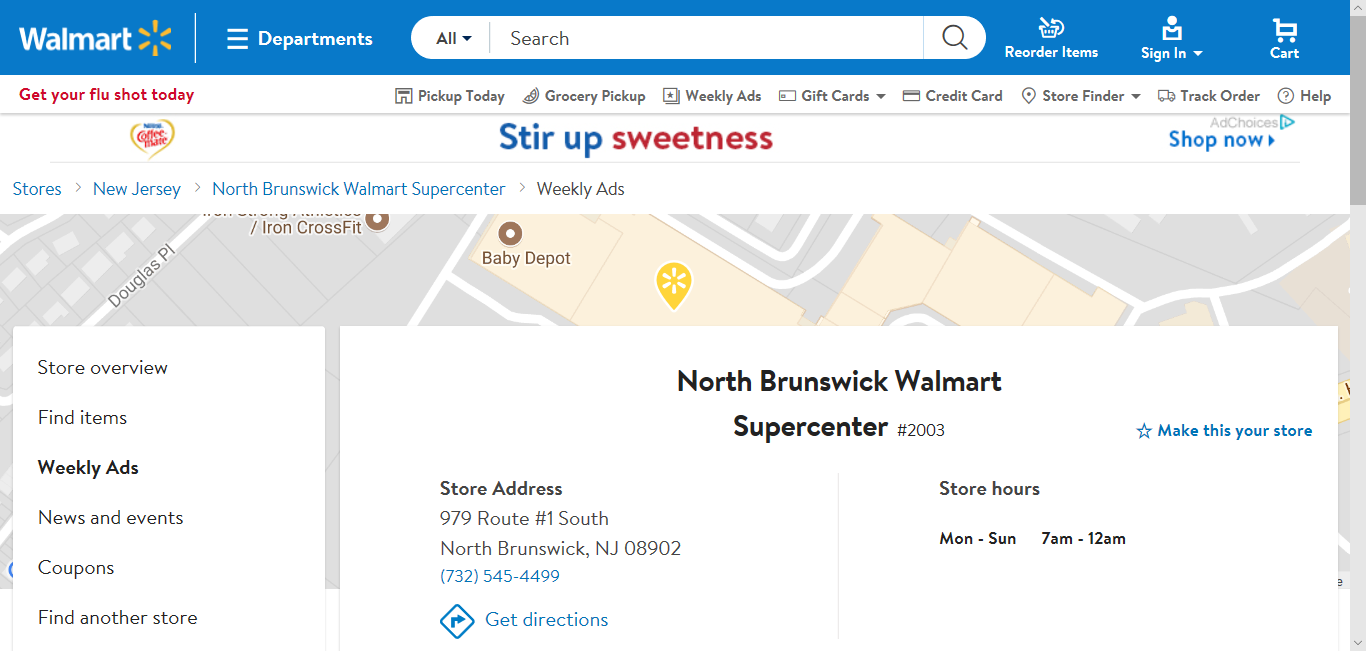 Walmart
Departments
All
Search
Reorder Items
Sign In
Cart
Get your flu shot today
Pickup Today
Grocery Pickup
Weekly Ads
Gift Cards
Credit Card
Store Finder
Track Order
Help
Nestle
Coffee mate
Stir up sweetness
AdChoices
Shop now
Stores
New Jersey
North Brunswick Walmart Supercenter
Weekly Ads
Iron Strong Athletics
/ Iron CrossFit
Baby Depot
Douglas Pl
Store overview
Find items
Weekly Ads
News and events
Coupons
Find another store
North Brunswick Walmart
Supercenter #2003
Make this your store
Store Address
979 Route #1 South
North Brunswick, NJ 08902
(732) 545-4499
Get directions
Store hours
Mon - Sun 7am - 12am